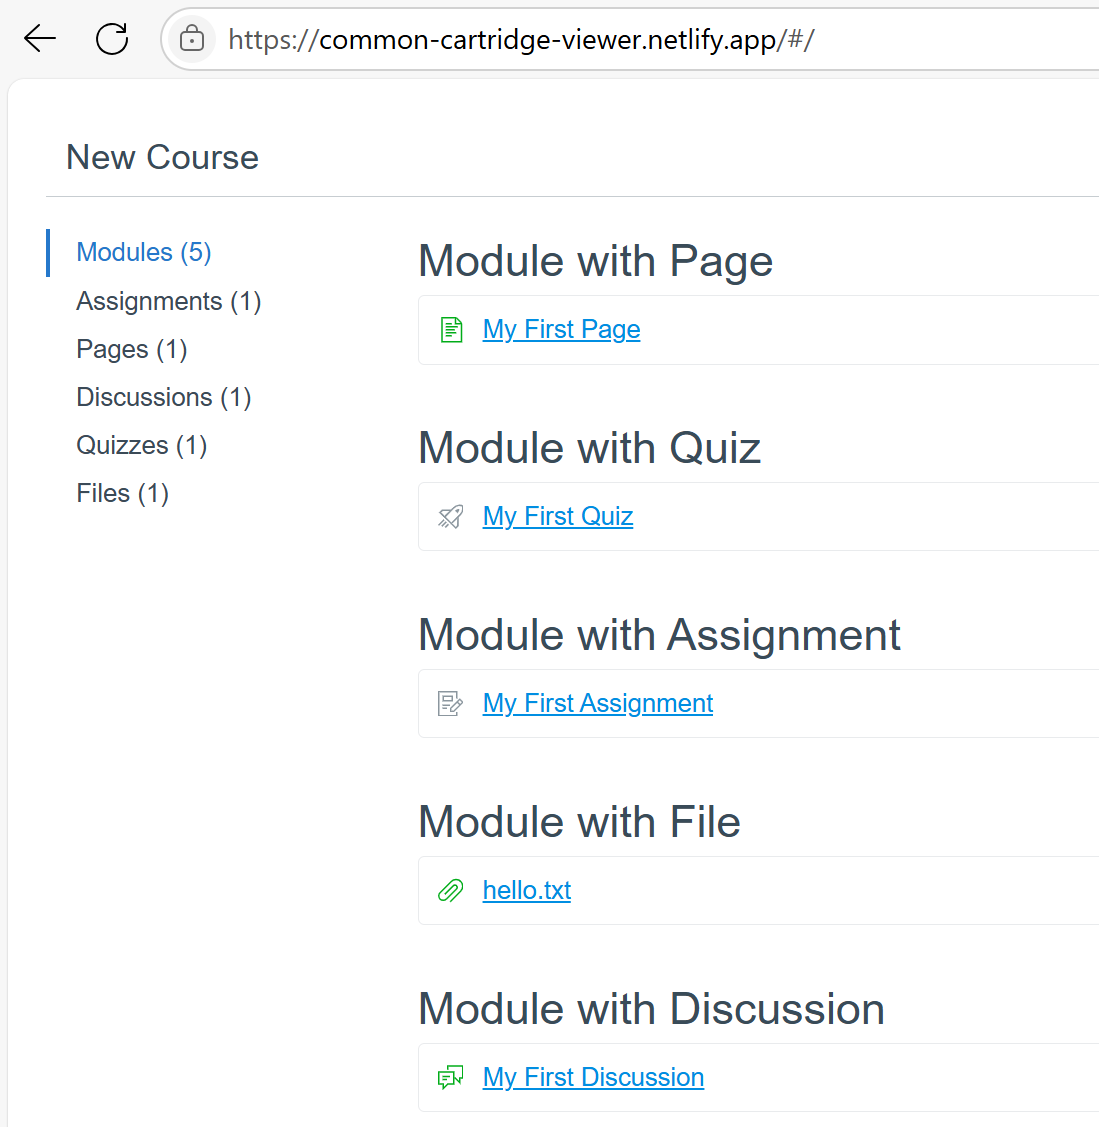 https://common-cartridge-viewer.netlify.app/#/
New Course
Modules (5)
Assignments (1)
Pages (1)
Discussions (1)
Quizzes (1)
Files (1)
Module with Page
My First Page
Module with Quiz
My First Quiz
Module with Assignment
My First Assignment
Module with File
hello.txt
Module with Discussion
My First Discussion